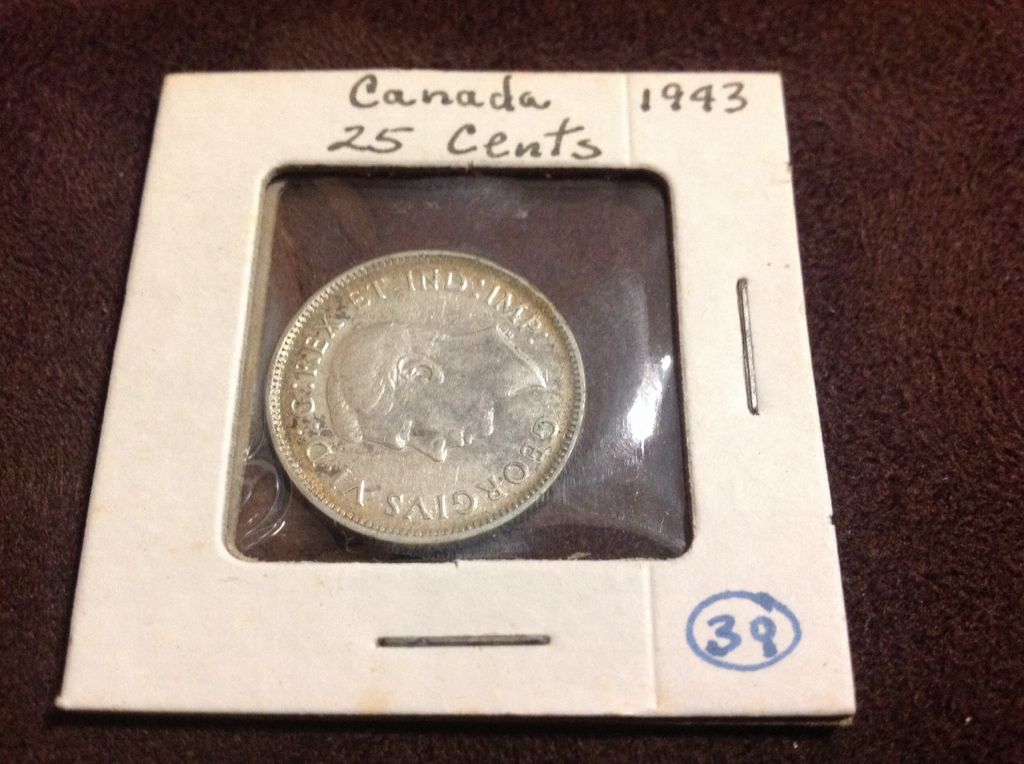 Canada 1943
25 Cents
GEORGIVS VI D:G:REX ET IND:IMP:
39